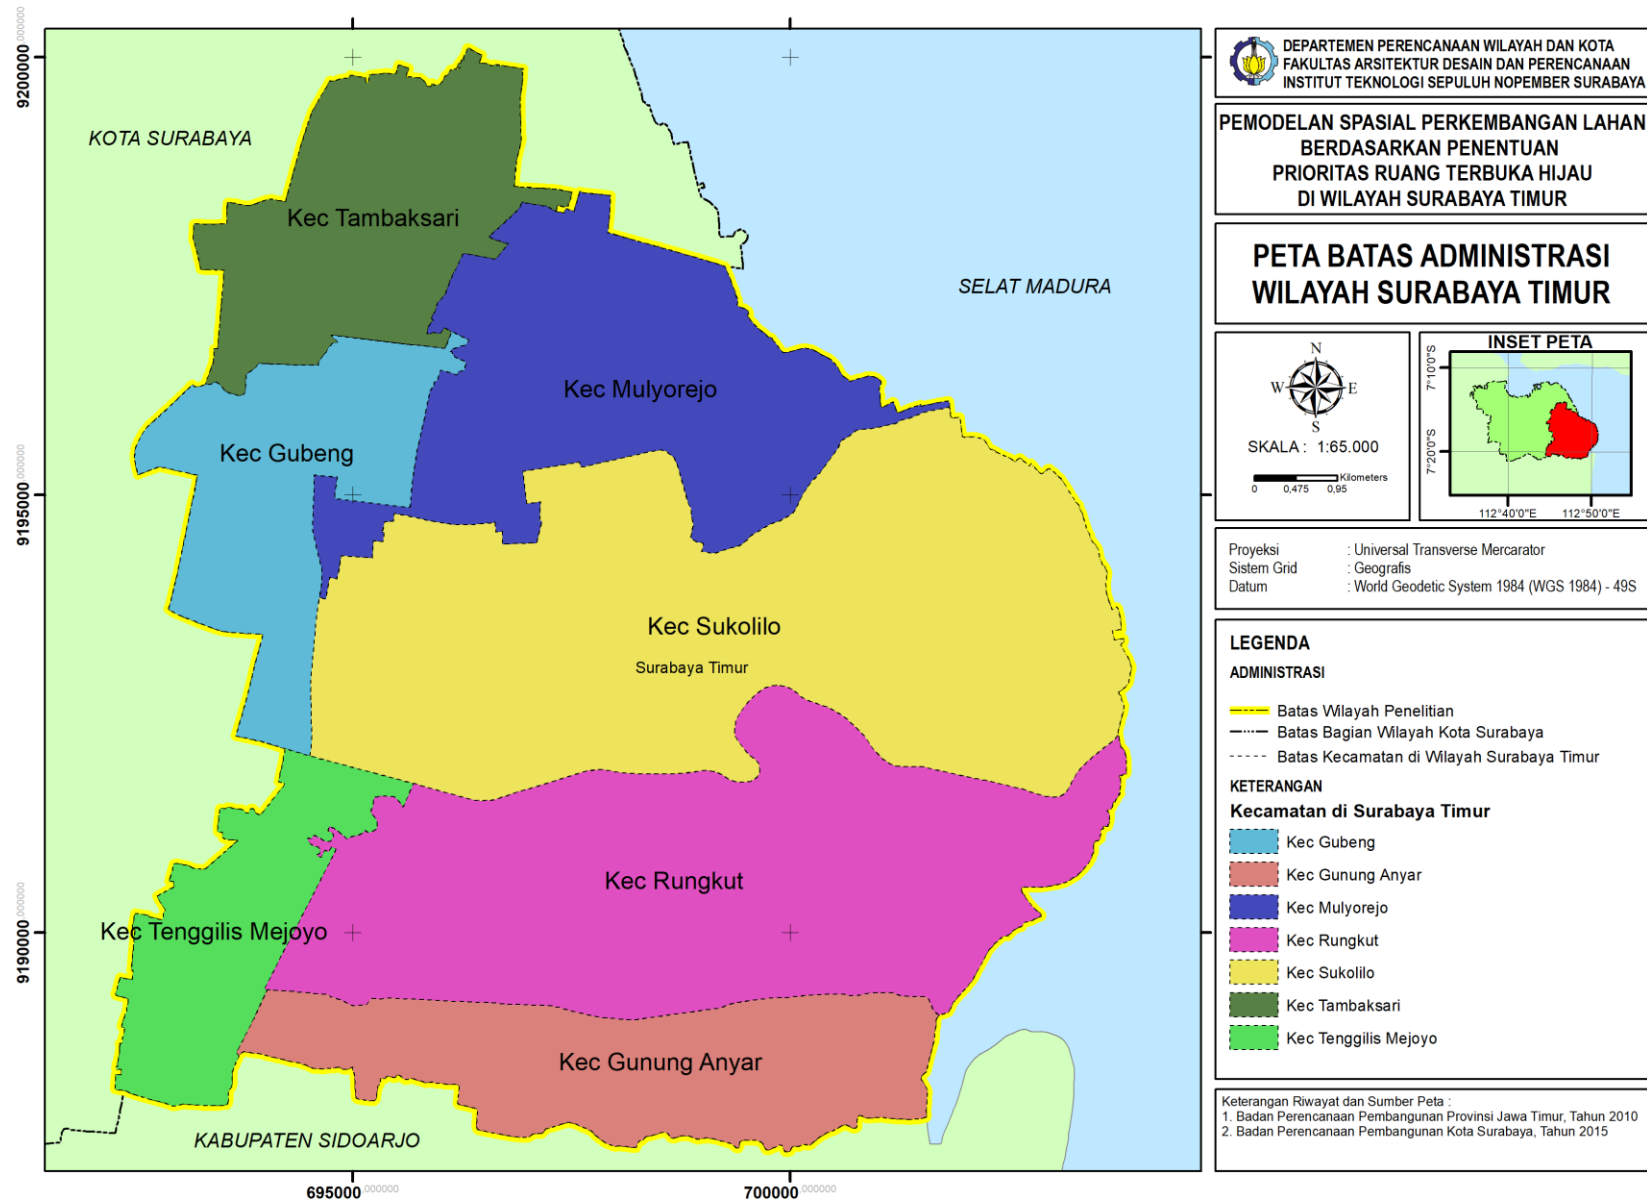 9200000,000000
9195000,000000
9190000,000000
695000,000000
700000,000000
KOTA SURABAYA
SELAT MADURA
KABUPATEN SIDOARJO
Kec Tambaksari
Kec Mulyorejo
Kec Gubeng
Kec Sukolilo
Surabaya Timur
Kec Rungkut
Kec Tenggilis Mejoyo
Kec Gunung Anyar
DEPARTEMEN PERENCANAAN WILAYAH DAN KOTA
FAKULTAS ARSITEKTUR DESAIN DAN PERENCANAAN
INSTITUT TEKNOLOGI SEPULUH NOPEMBER SURABAYA
PEMODELAN SPASIAL PERKEMBANGAN LAHAN
BERDASARKAN PENENTUAN
PRIORITAS RUANG TERBUKA HIJAU
DI WILAYAH SURABAYA TIMUR
PETA BATAS ADMINISTRASI
WILAYAH SURABAYA TIMUR
N
W E
S
SKALA : 1:65.000
Kilometers
0 0,475 0,95
INSET PETA
7°10'0"S
7°20'0"S
112°40'0"E 112°50'0"E
Proyeksi : Universal Transverse Mercarator
Sistem Grid : Geografis
Datum : World Geodetic System 1984 (WGS 1984) - 49S
LEGENDA
ADMINISTRASI
Batas Wilayah Penelitian
Batas Bagian Wilayah Kota Surabaya
Batas Kecamatan di Wilayah Surabaya Timur
KETERANGAN
Kecamatan di Surabaya Timur
Kec Gubeng
Kec Gunung Anyar
Kec Mulyorejo
Kec Rungkut
Kec Sukolilo
Kec Tambaksari
Kec Tenggilis Mejoyo
Keterangan Riwayat dan Sumber Peta :
1. Badan Perencanaan Pembangunan Provinsi Jawa Timur, Tahun 2010
2. Badan Perencanaan Pembangunan Kota Surabaya, Tahun 2015